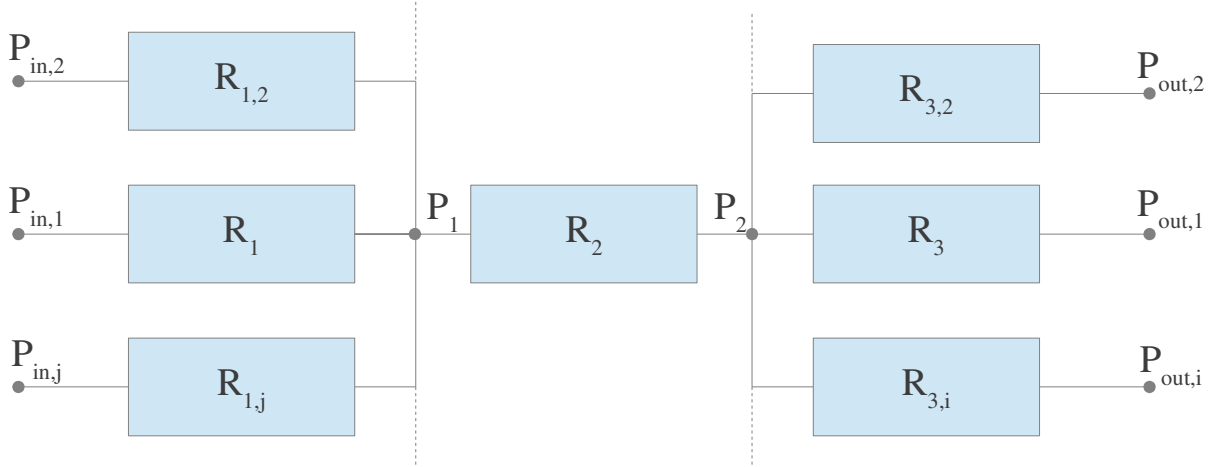 P_in,2 R_1,2 R_3,2 P_out,2
P_in,1 R_1 P_1 R_2 P_2 R_3 P_out,1
P_in,j R_1,j R_3,i P_out,i